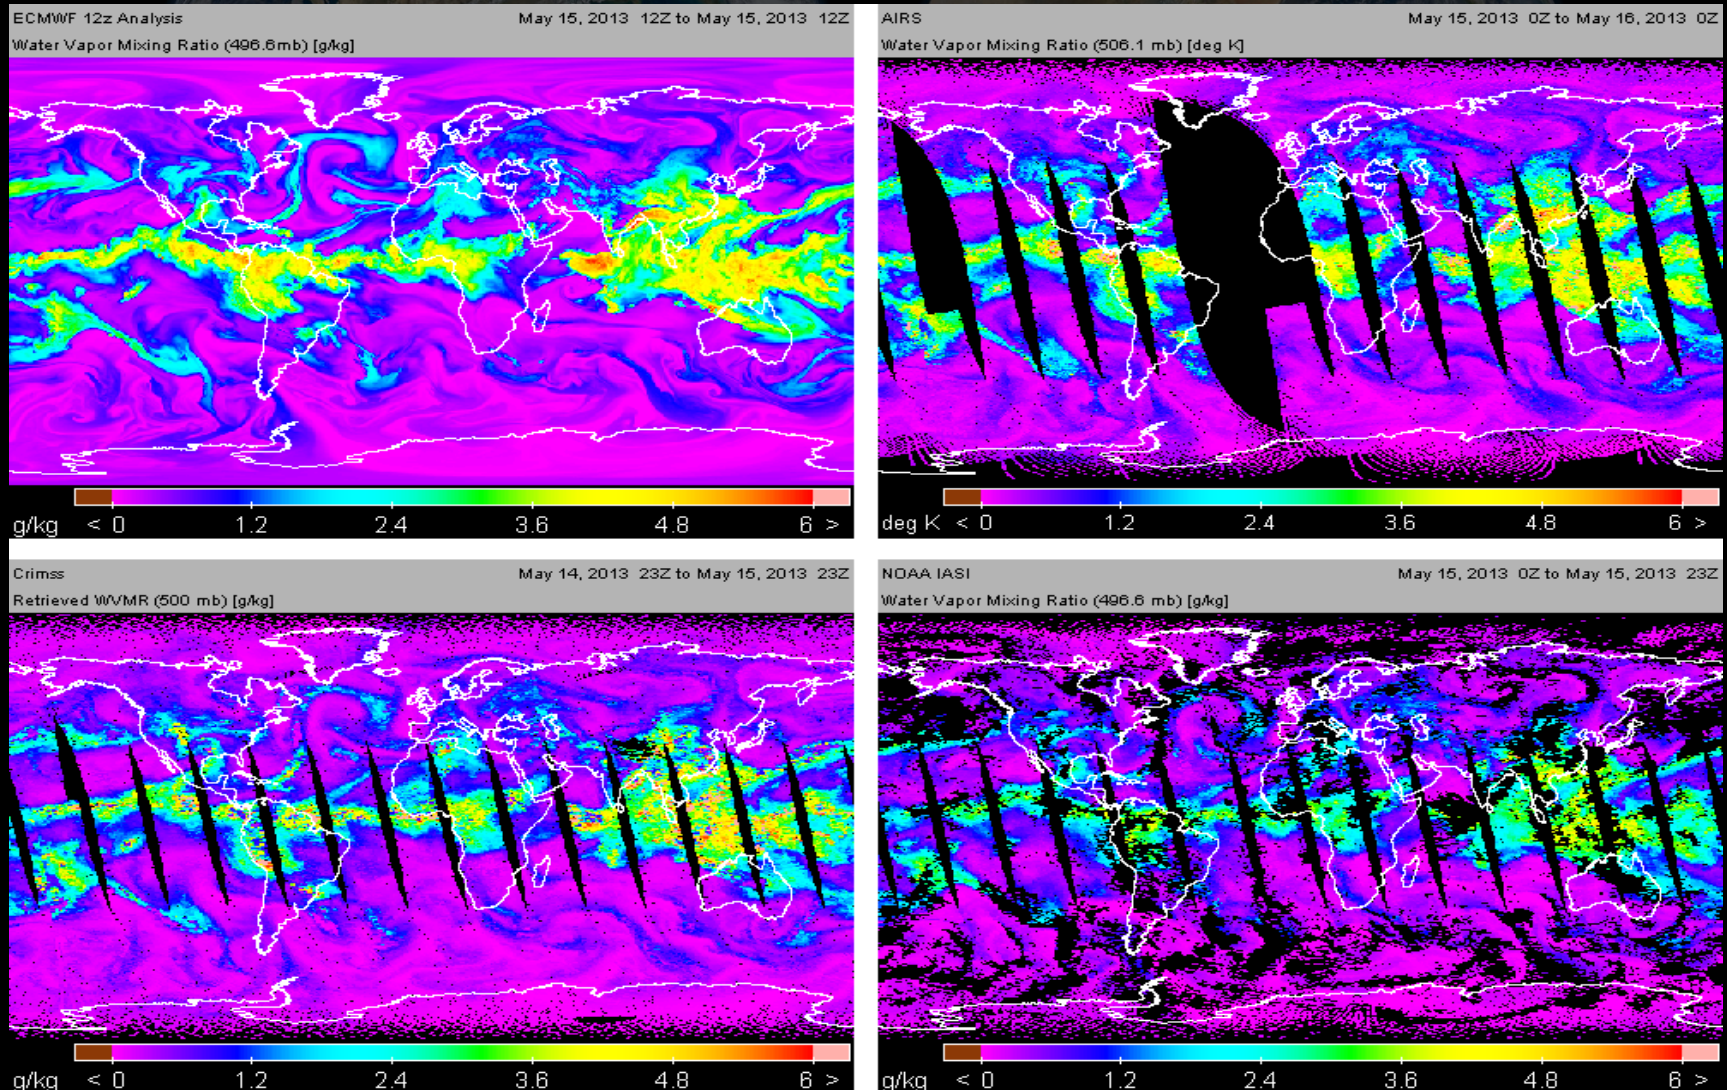 ECMWF 12z Analysis May 15, 2013 12Z to May 15, 2013 12Z
Water Vapor Mixing Ratio (496.6mb) [g/kg]
g/kg < 0 1.2 2.4 3.6 4.8 6 >
AIRS May 15, 2013 0Z to May 16, 2013 0Z
Water Vapor Mixing Ratio (506.1 mb) [deg K]
deg K < 0 1.2 2.4 3.6 4.8 6 >
Crimss May 14, 2013 23Z to May 15, 2013 23Z
Retrieved WVMR (500 mb) [g/kg]
g/kg < 0 1.2 2.4 3.6 4.8 6 >
NOAA IASI May 15, 2013 0Z to May 15, 2013 23Z
Water Vapor Mixing Ratio (496.6 mb) [g/kg]
g/kg < 0 1.2 2.4 3.6 4.8 6 >